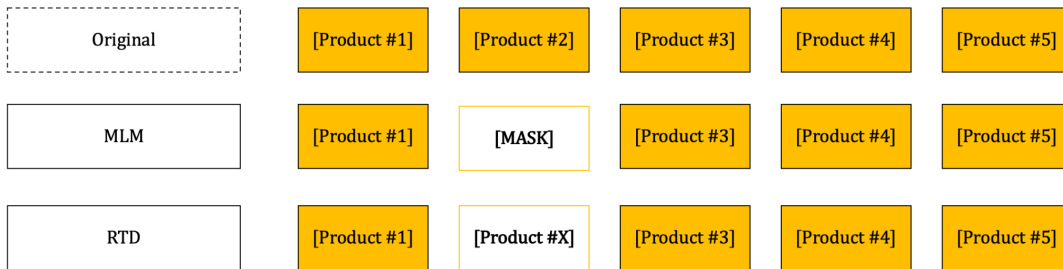 Original [Product #1] [Product #2] [Product #3] [Product #4] [Product #5]
MLM [Product #1] [MASK] [Product #3] [Product #4] [Product #5]
RTD [Product #1] [Product #X] [Product #3] [Product #4] [Product #5]